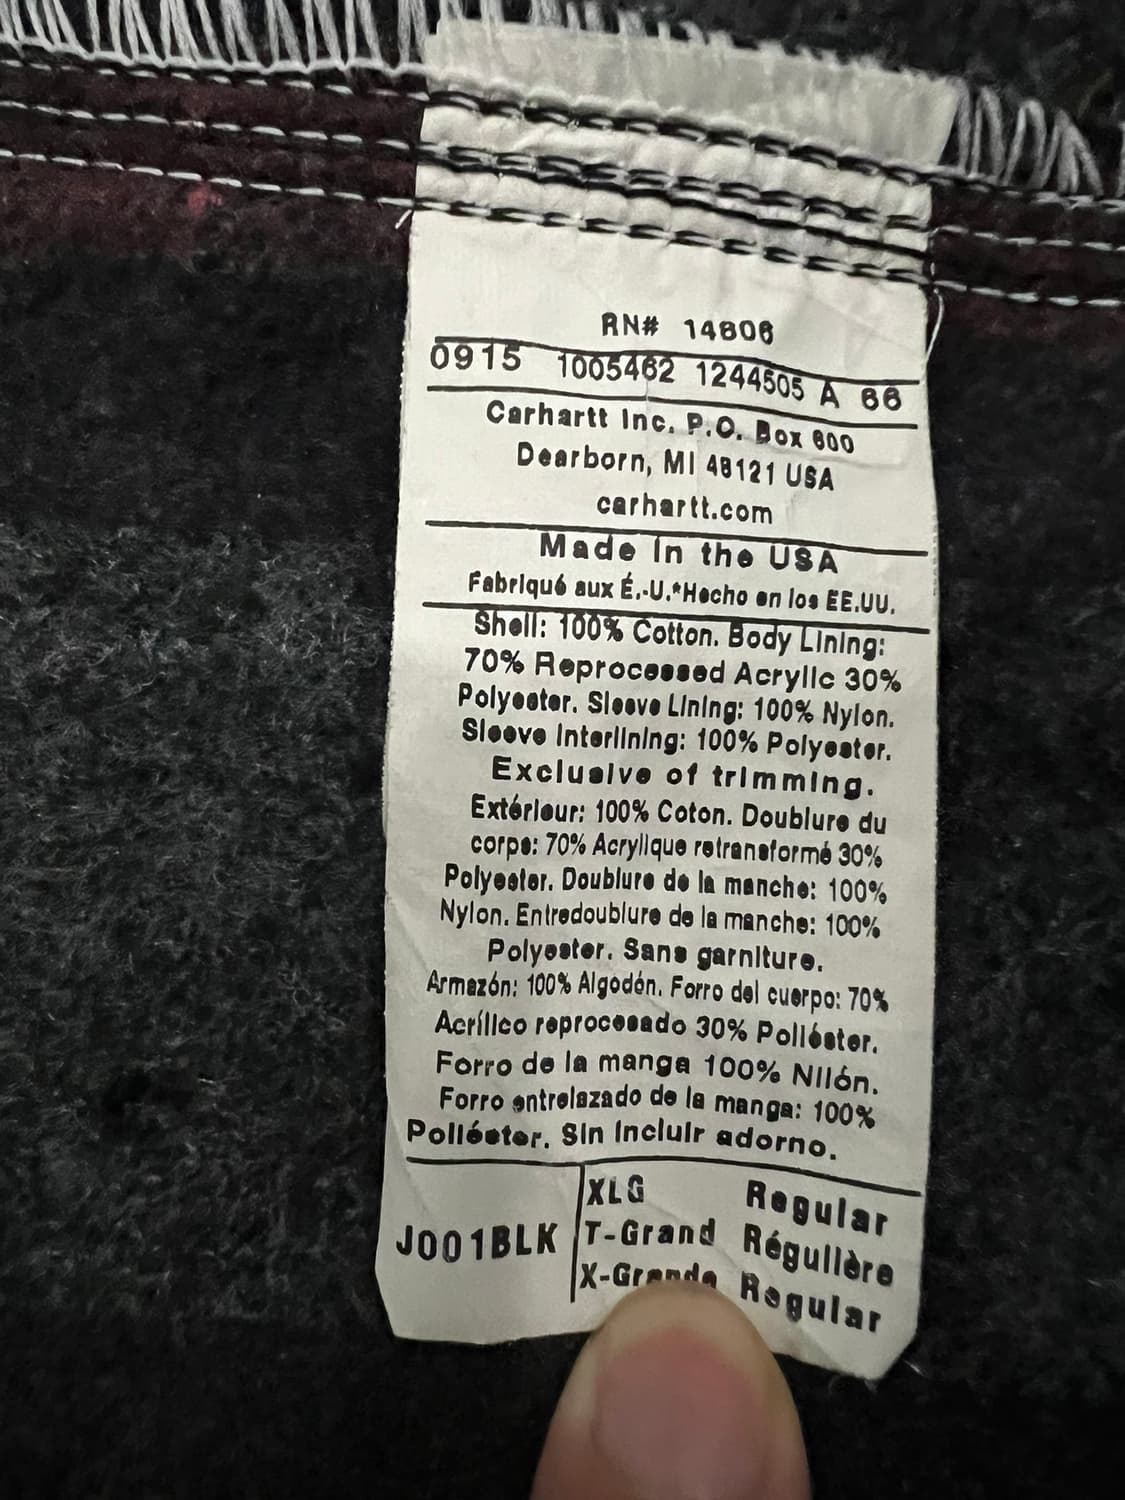 RN# 14806
0915 1005462 1244505 A 66
Carhartt Inc. P.O. Box 600
Dearborn, MI 48121 USA
carhartt.com
Made In the USA
Fabriqué aux É.-U.*Hecho en los EE.UU.
Shell: 100% Cotton. Body Lining:
70% Reprocessed Acrylic 30%
Polyester. Sleeve Lining: 100% Nylon.
Sleeve Interlining: 100% Polyester.
Exclusive of trimming.
Extérieur: 100% Coton. Doublure du
corps: 70% Acrylique retransformé 30%
Polyester. Doublure de la manche: 100%
Nylon. Entredoublure de la manche: 100%
Polyester. Sans garniture.
Armazón: 100% Algodón. Forro del cuerpo: 70%
Acrílico reprocesado 30% Poliéster.
Forro de la manga 100% Nilón.
Forro entrelazado de la manga: 100%
Poliéster. Sin incluir adorno.
J001BLK
XLG Regular
T-Grand Régulière
X-Grande Regular